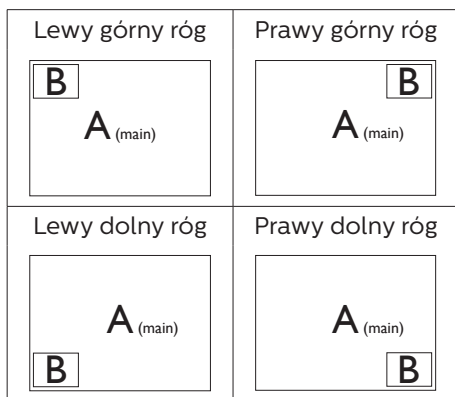 Lewy górny róg
B
A (main)
Prawy górny róg
B
A (main)
Lewy dolny róg
A (main)
B
Prawy dolny róg
A (main)
B